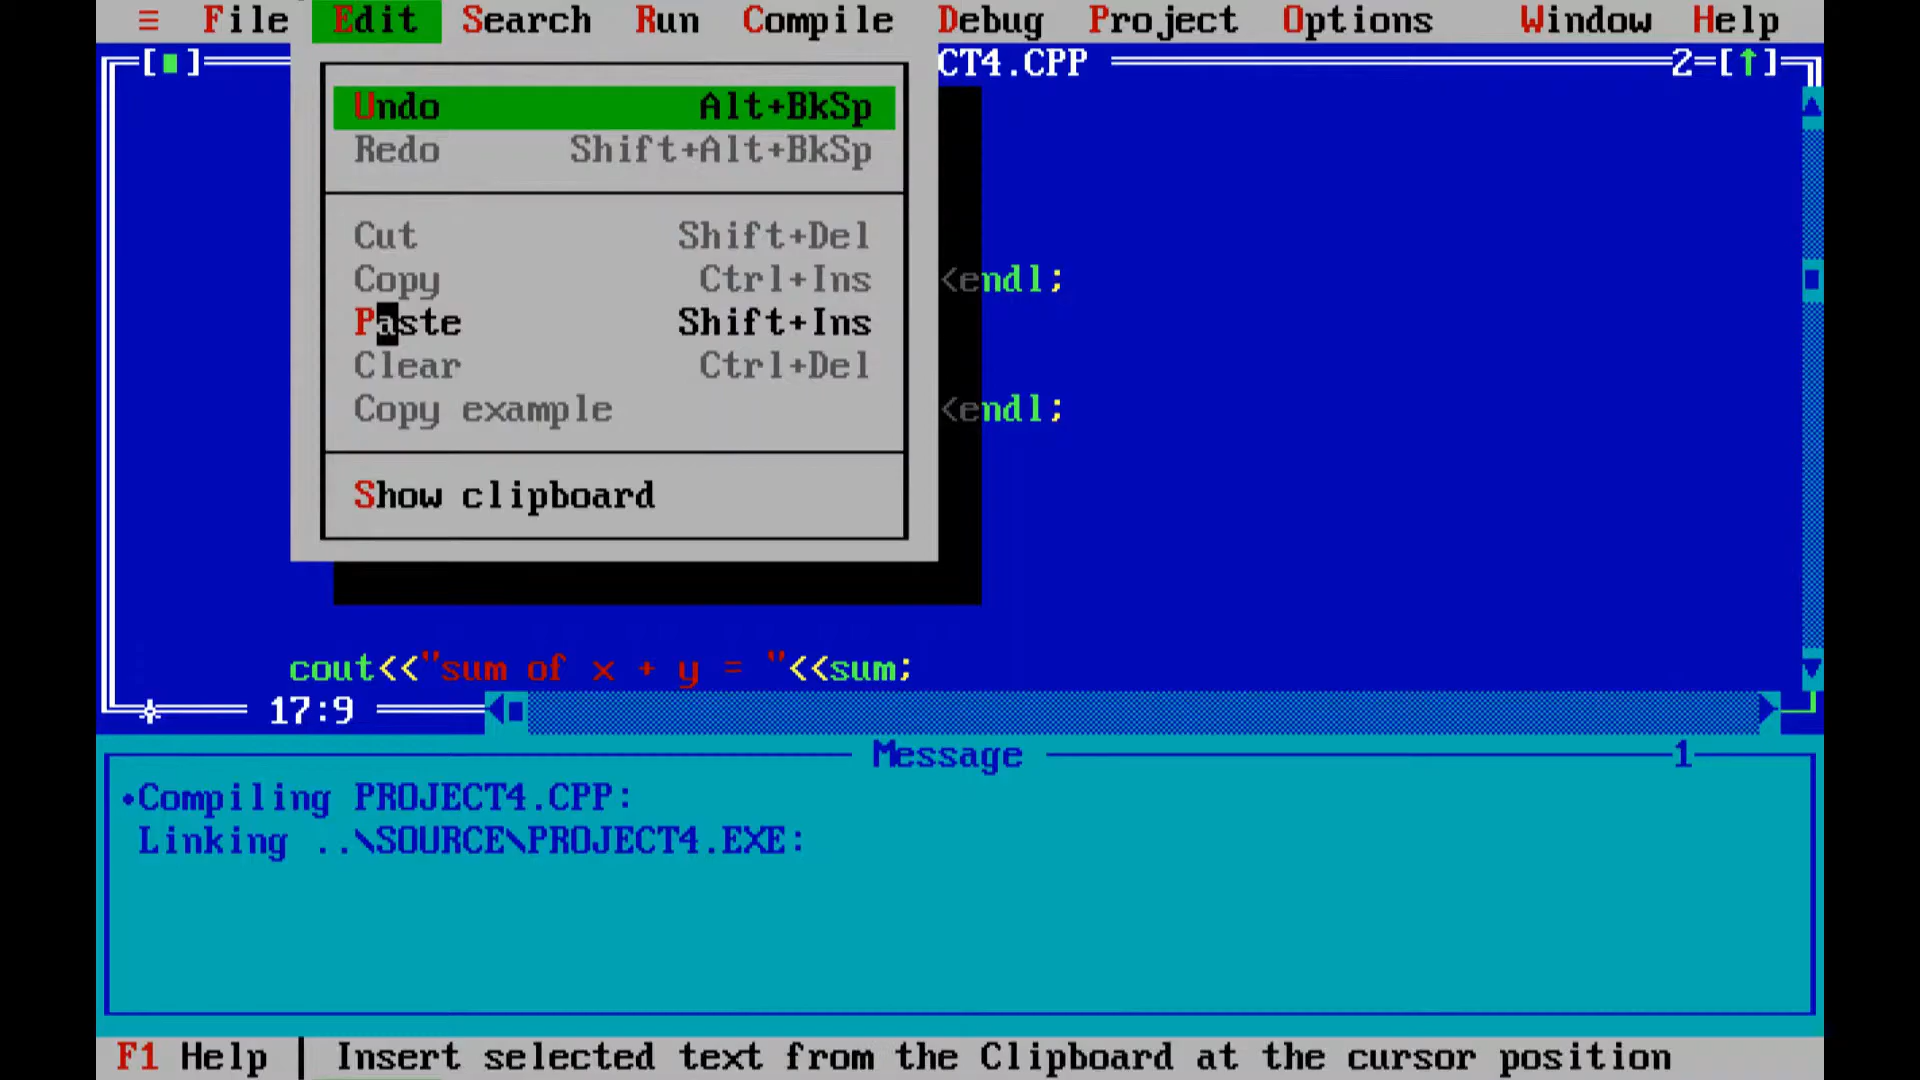 ≡ File Edit Search Run Compile Debug Project Options Window Help
[■] CT4.CPP 2=[↑]
Undo Alt+BkSp
Redo Shift+Alt+BkSp
Cut Shift+Del
Copy Ctrl+Ins
<endl;
Paste Shift+Ins
Clear Ctrl+Del
Copy example
<endl;
Show clipboard
cout<<"sum of x + y = "<<sum;
17:9
Message 1
•Compiling PROJECT4.CPP:
Linking ..\SOURCE\PROJECT4.EXE:
F1 Help | Insert selected text from the Clipboard at the cursor position